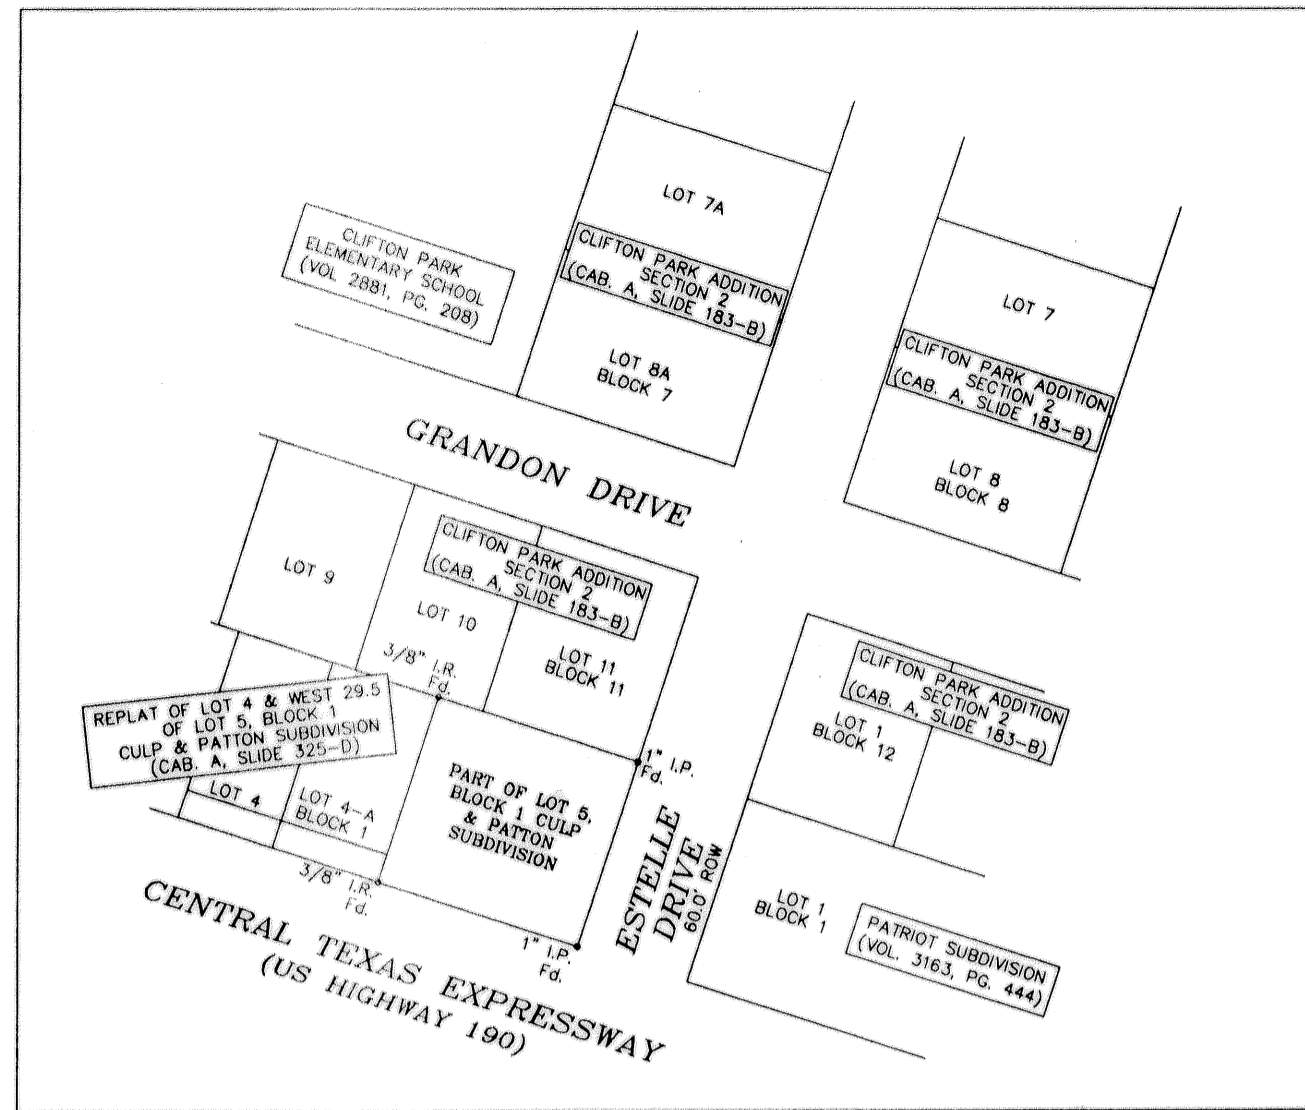 LOT 7A
CLIFTON PARK ADDITION
SECTION 2
(CAB. A, SLIDE 183-B)
LOT 8A
BLOCK 7
CLIFTON PARK
ELEMENTARY SCHOOL
(VOL 2881, PG. 208)
LOT 7
CLIFTON PARK ADDITION
SECTION 2
(CAB. A, SLIDE 183-B)
LOT 8
BLOCK 8
GRANDON DRIVE
LOT 9
CLIFTON PARK ADDITION
SECTION 2
(CAB. A, SLIDE 183-B)
LOT 10
LOT 11
BLOCK 11
3/8" I.R.
Fd.
CLIFTON PARK ADDITION
SECTION 2
(CAB. A, SLIDE 183-B)
LOT 1
BLOCK 12
REPLAT OF LOT 4 & WEST 29.5
OF LOT 5, BLOCK 1
CULP & PATTON SUBDIVISION
(CAB. A, SLIDE 325-D)
LOT 4
LOT 4-A
BLOCK 1
PART OF LOT 5,
BLOCK 1 CULP
& PATTON
SUBDIVISION
1" I.P.
Fd.
ESTELLE
DRIVE
60.0' ROW
LOT 1
BLOCK 1
PATRIOT SUBDIVISION
(VOL. 3163, PG. 444)
3/8" I.R.
Fd.
1" I.P.
Fd.
CENTRAL TEXAS EXPRESSWAY
(US HIGHWAY 190)